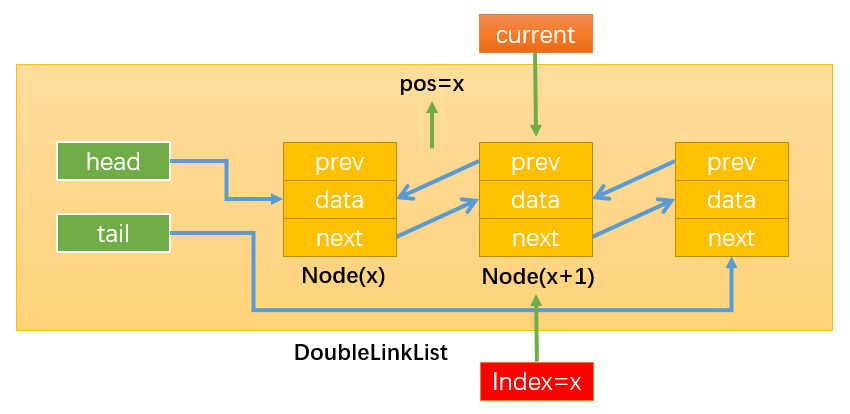 current
pos=x
head
prev
prev
prev
data
data
data
tail
next
next
next
Node(x)
Node(x+1)
DoubleLinkList
Index=x